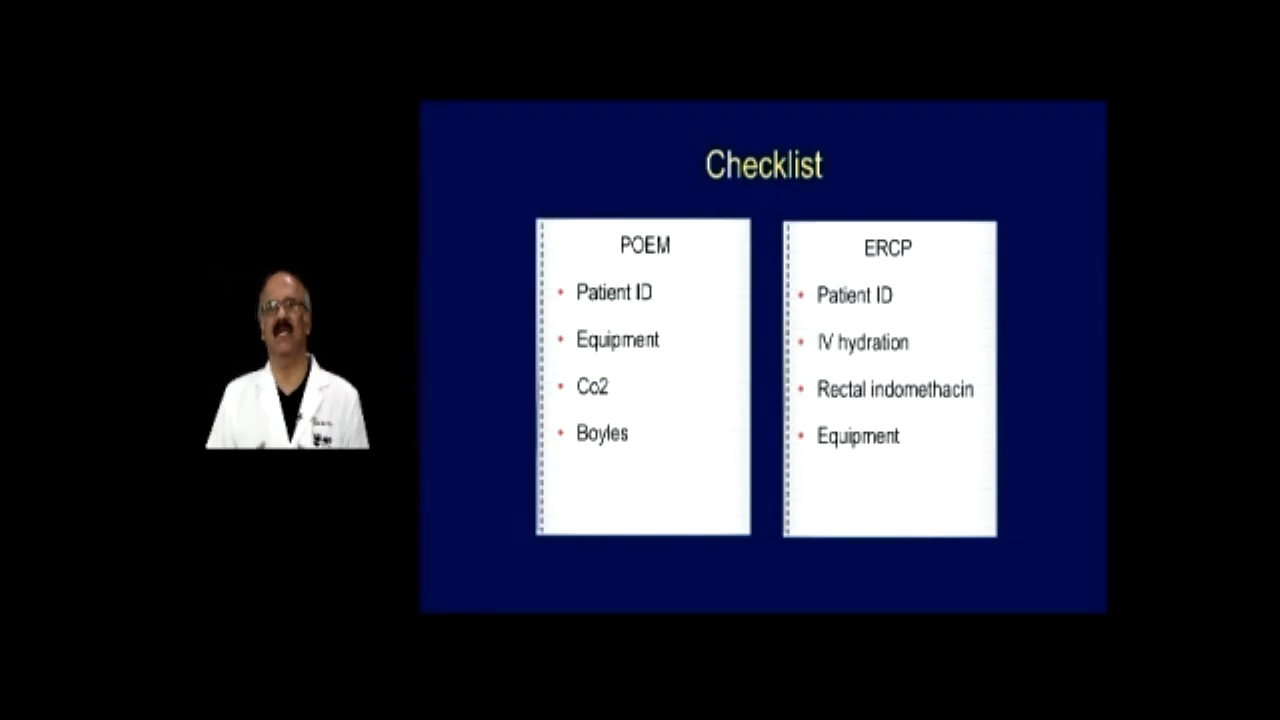 Checklist
POEM
• Patient ID
• Equipment
• Co2
• Boyles
ERCP
• Patient ID
• IV hydration
• Rectal indomethacin
• Equipment